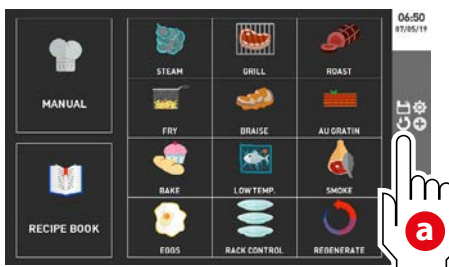 06:50
07/05/19
STEAM
GRILL
ROAST
MANUAL
FRY
BRAISE
AU GRATIN
BAKE
LOW TEMP.
SMOKE
RECIPE BOOK
EGGS
RACK CONTROL
REGENERATE
a